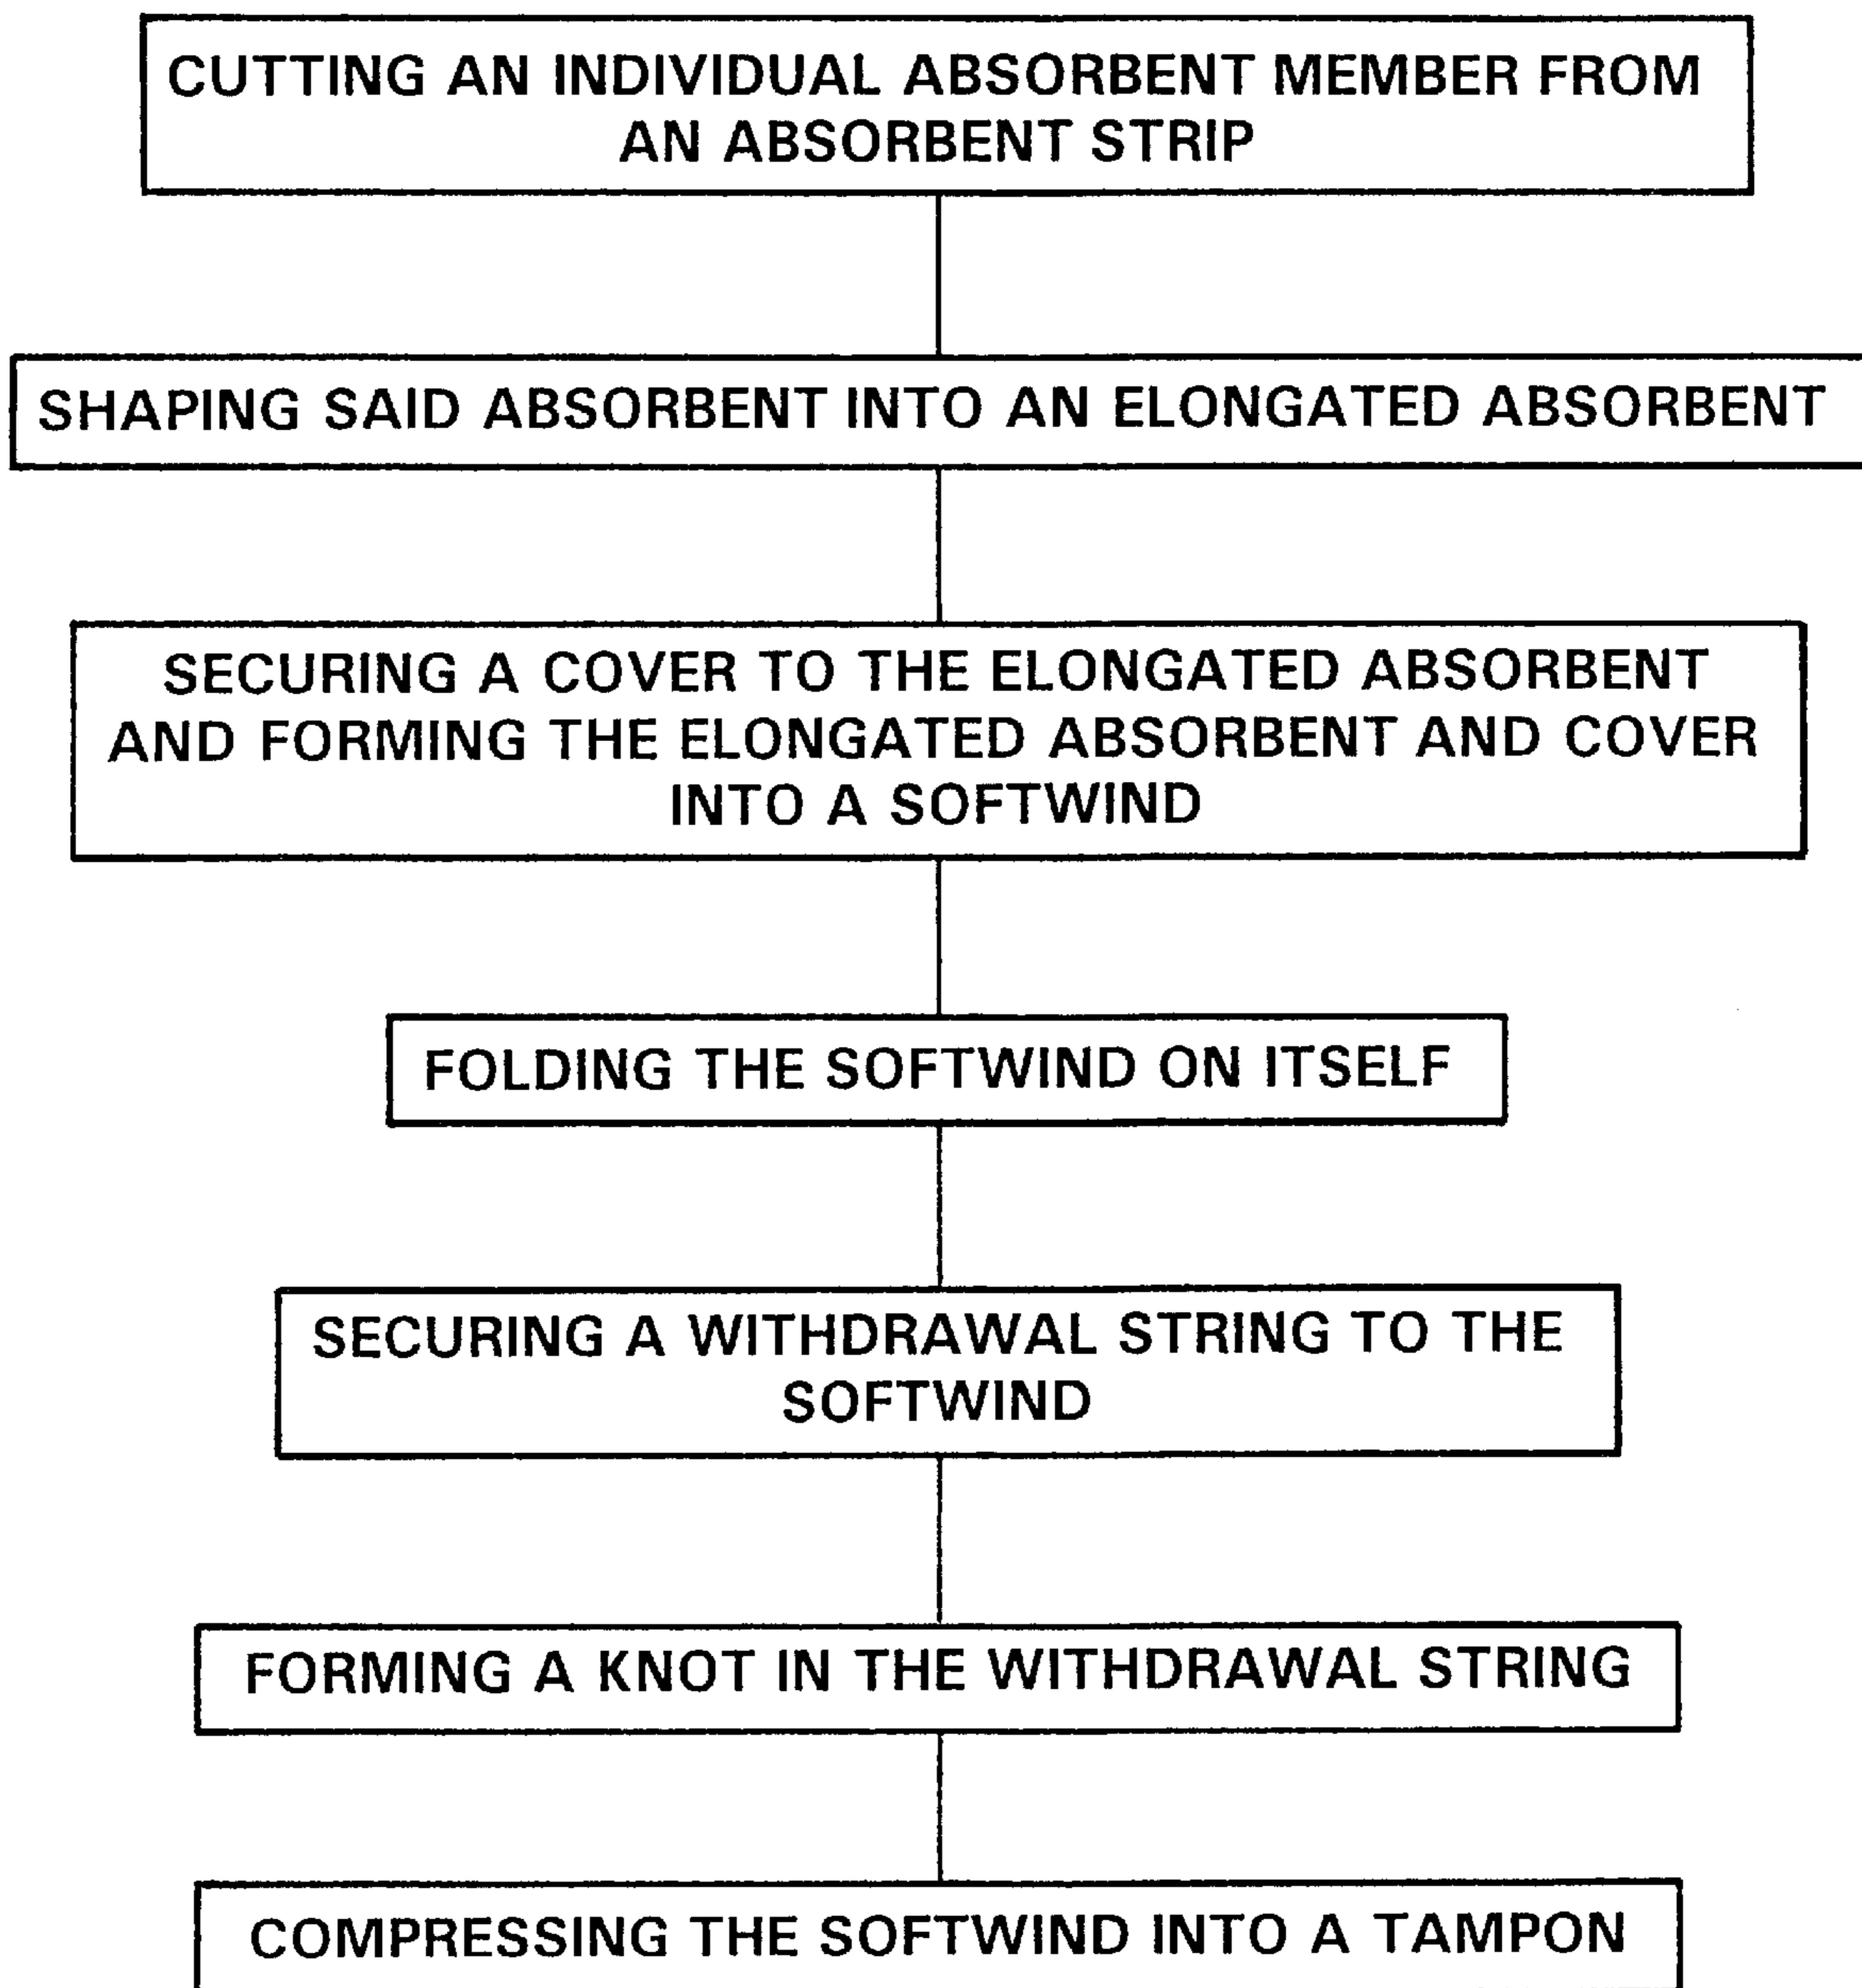 CUTTING AN INDIVIDUAL ABSORBENT MEMBER FROM
AN ABSORBENT STRIP
SHAPING SAID ABSORBENT INTO AN ELONGATED ABSORBENT
SECURING A COVER TO THE ELONGATED ABSORBENT
AND FORMING THE ELONGATED ABSORBENT AND COVER
INTO A SOFTWIND
FOLDING THE SOFTWIND ON ITSELF
SECURING A WITHDRAWAL STRING TO THE
SOFTWIND
FORMING A KNOT IN THE WITHDRAWAL STRING
COMPRESSING THE SOFTWIND INTO A TAMPON